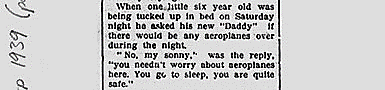 When one little six year old was
being tucked up in bed on Saturday
night he asked his new "Daddy" if
there would be any aeroplanes over
during the night.
"No, my sonny," was the reply,
"you needn't worry about aeroplanes
here. You go to sleep, you are quite
safe."
1939